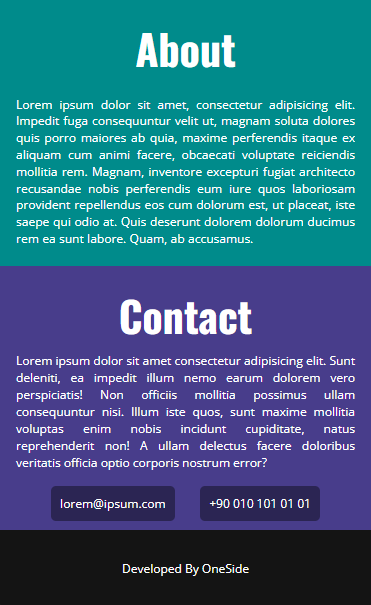 About
Lorem ipsum dolor sit amet, consectetur adipisicing elit.
Impedit fuga consequuntur velit ut, magnam soluta dolores
quis porro maiores ab quia, maxime perferendis itaque ex
aliquam cum animi facere, obcaecati voluptate reiciendis
mollitia rem. Magnam, inventore excepturi fugiat architecto
recusandae nobis perferendis eum iure quos laboriosam
provident repellendus eos cum dolorum est, ut placeat, iste
saepe qui odio at. Quis deserunt dolorem dolorum ducimus
rem ea sunt labore. Quam, ab accusamus.
Contact
Lorem ipsum dolor sit amet consectetur adipisicing elit. Sunt
deleniti, ea impedit illum nemo earum dolorem vero
perspiciatis! Non officiis mollitia possimus ullam
consequuntur nisi. Illum iste quos, sunt maxime mollitia
voluptas enim nobis incidunt cupiditate, natus
reprehenderit non! A ullam delectus facere doloribus
veritatis officia optio corporis nostrum error?
lorem@ipsum.com +90 010 101 01 01
Developed By OneSide